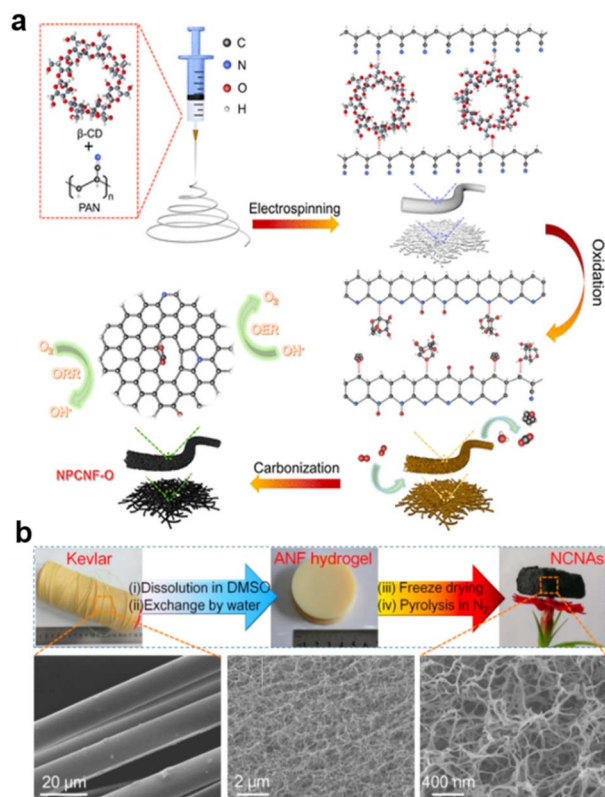 a
C
N
O
H
β-CD
+
PAN
n
Electrospinning
Oxidation
O₂
OER
OH⁻
O₂
ORR
OH⁻
NPCNF-O
Carbonization
b
Kevlar
(i)Dissolution in DMSO
(ii)Exchange by water
ANF hydrogel
(iii) Freeze drying
(iv) Pyrolysis in N₂
NCNAs
20 µm
2 µm
400 nm